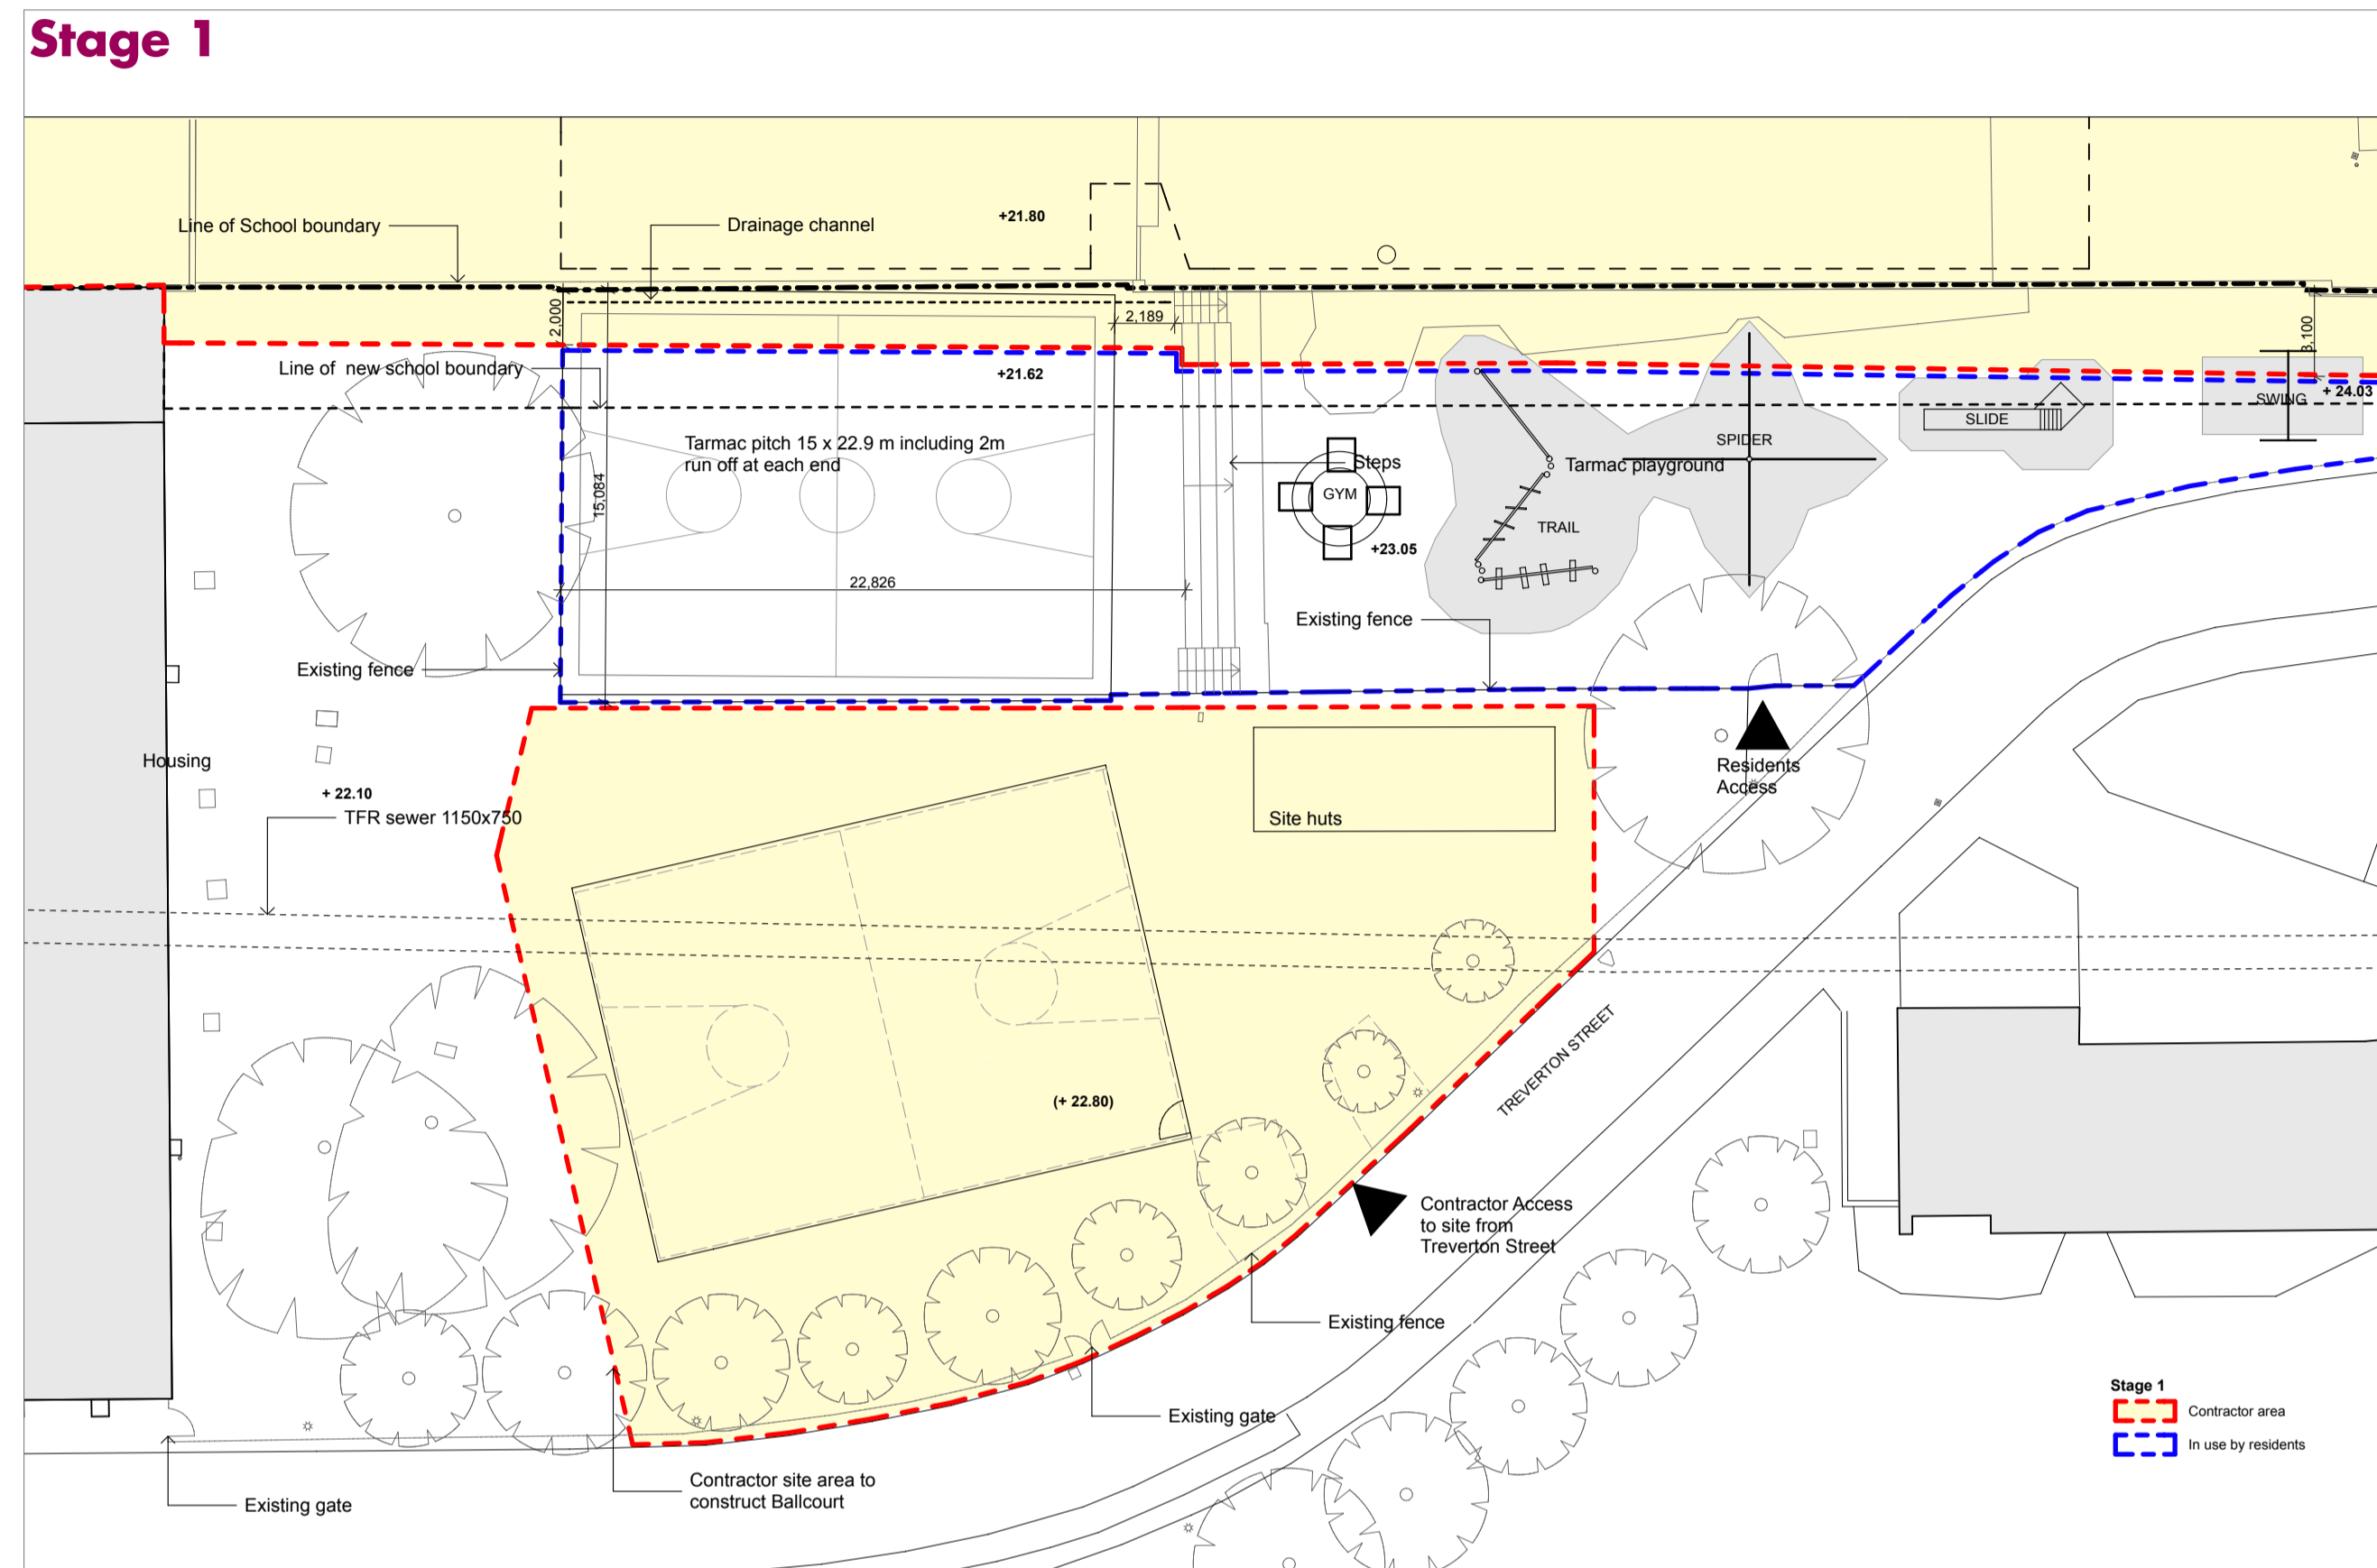 Stage 1
+21.80
Line of School boundary
Drainage channel
2,000
2,189
3,100
Line of  new school boundary
+21.62
+ 24.03
SWING
SLIDE
SPIDER
Tarmac pitch 15 x 22.9 m including 2m
run off at each end
Steps
Tarmac playground
15,084
GYM
TRAIL
+23.05
22,826
Existing fence
Existing fence
Housing
Residents
Access
+ 22.10
TFR sewer 1150x750
Site huts
TREVERTON STREET
(+ 22.80)
Contractor Access
to site from
Treverton Street
Existing fence
Existing gate
Contractor site area to
construct Ballcourt
Existing gate
Stage 1
Contractor area
In use by residents